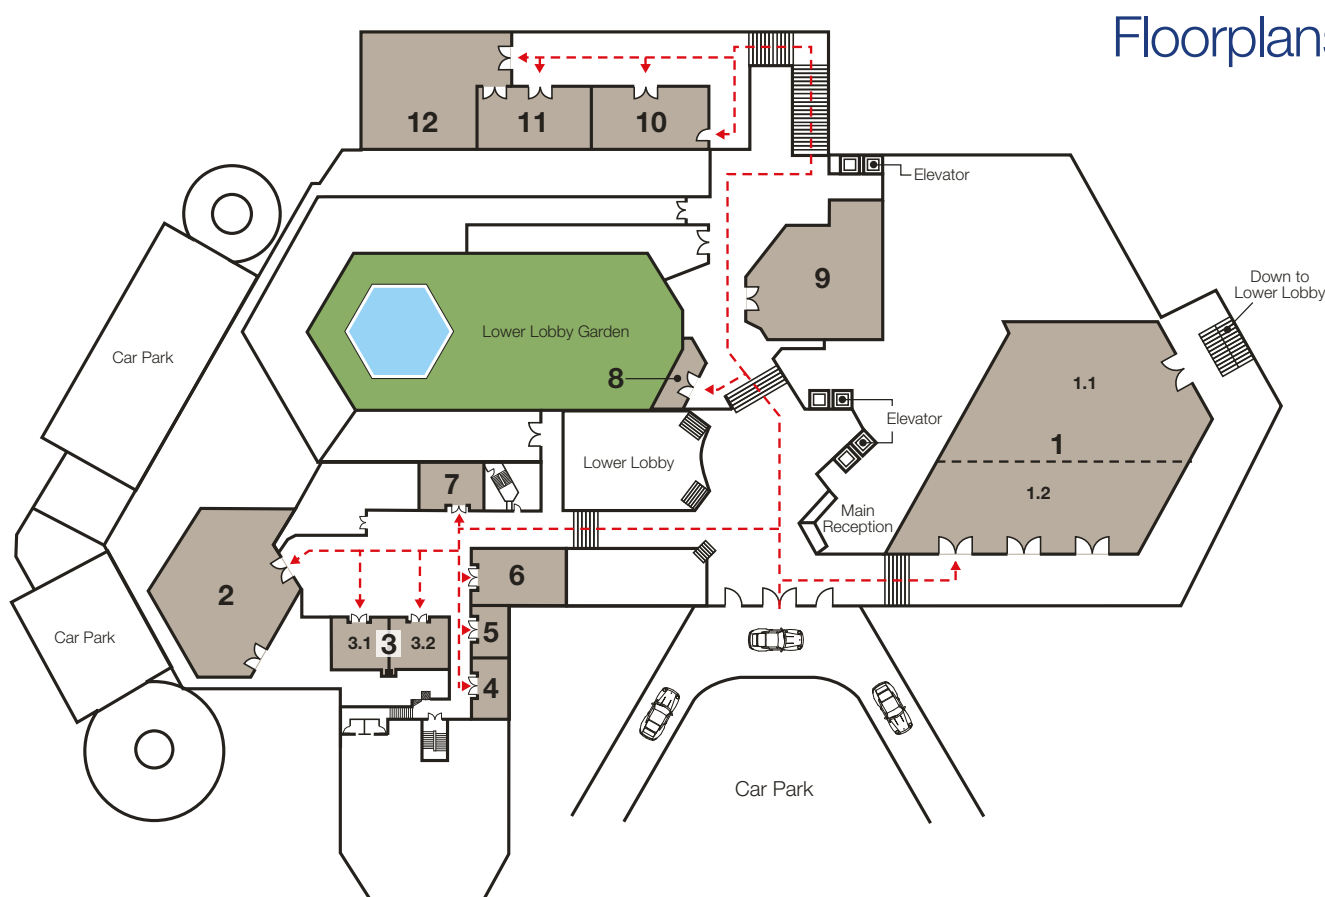 Floorplans
12
11
10
Elevator
9
Down to
Lower Lobby
Car Park
Lower Lobby Garden
8
1.1
Elevator
1
Lower Lobby
7
1.2
Main
Reception
6
2
Car Park
3.1
3
3.2
5
4
Car Park